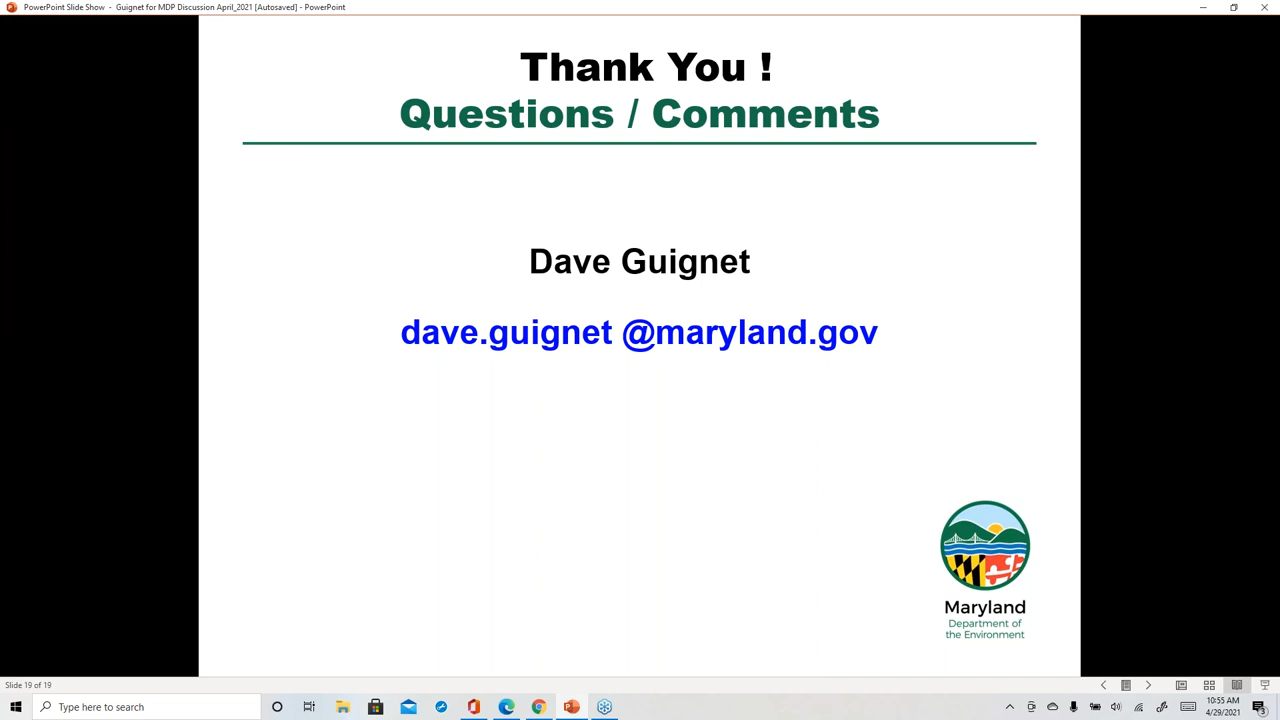 PowerPoint Slide Show - Guignet for MDP Discussion April_2021 [Autosaved] - PowerPoint
Thank You !
Questions / Comments
Dave Guignet
dave.guignet @maryland.gov
Maryland
Department of
the Environment
Slide 19 of 19
Type here to search
10:55 AM
4/29/2021
3